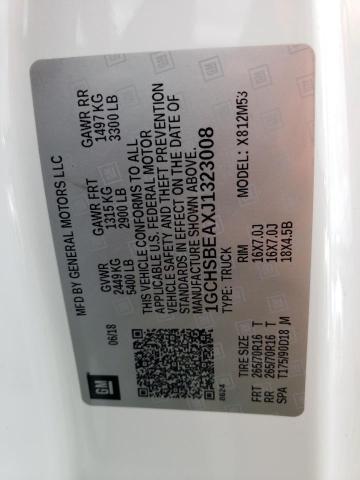 MFD BY GENERAL MOTORS LLC
06/18
GVWR
2449 KG
5400 LB
GAWR FRT
1315 KG
2900 LB
GAWR RR
1497 KG
3300 LB
THIS VEHICLE CONFORMS TO ALL
APPLICABLE U.S. FEDERAL MOTOR
VEHICLE SAFETY AND THEFT PREVENTION
STANDARDS IN EFFECT ON THE DATE OF
MANUFACTURE SHOWN ABOVE.
1GCHSBEAXJ1323008
TYPE: TRUCK
MODEL: X812M53
GM
8624
TIRE SIZE RIM
FRT 265/70R16 T 16X7.0J
RR 265/70R16 T 16X7.0J
SPA T175/90D18 M 18X4.5B